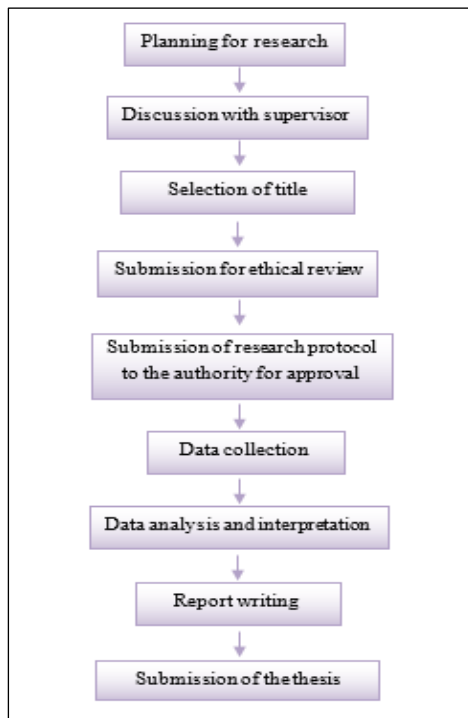 Planning for research
Discussion with supervisor
Selection of title
Submission for ethical review
Submission of research protocol
to the authority for approval
Data collection
Data analysis and interpretation
Report writing
Submission of the thesis